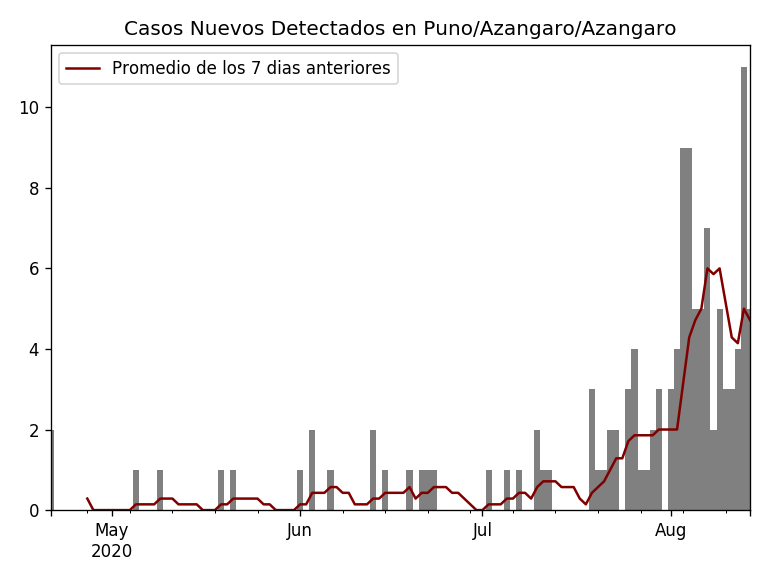 Casos Nuevos Detectados en Puno/Azangaro/Azangaro
Promedio de los 7 dias anteriores
10
8
6
4
2
0
May Jun Jul Aug
2020